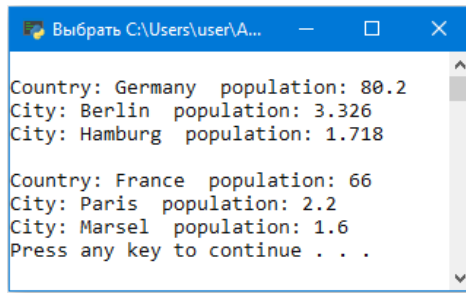 Выбрать C:\Users\user\A...
Country: Germany  population: 80.2
City: Berlin  population: 3.326
City: Hamburg  population: 1.718
Country: France  population: 66
City: Paris  population: 2.2
City: Marsel  population: 1.6
Press any key to continue . . .